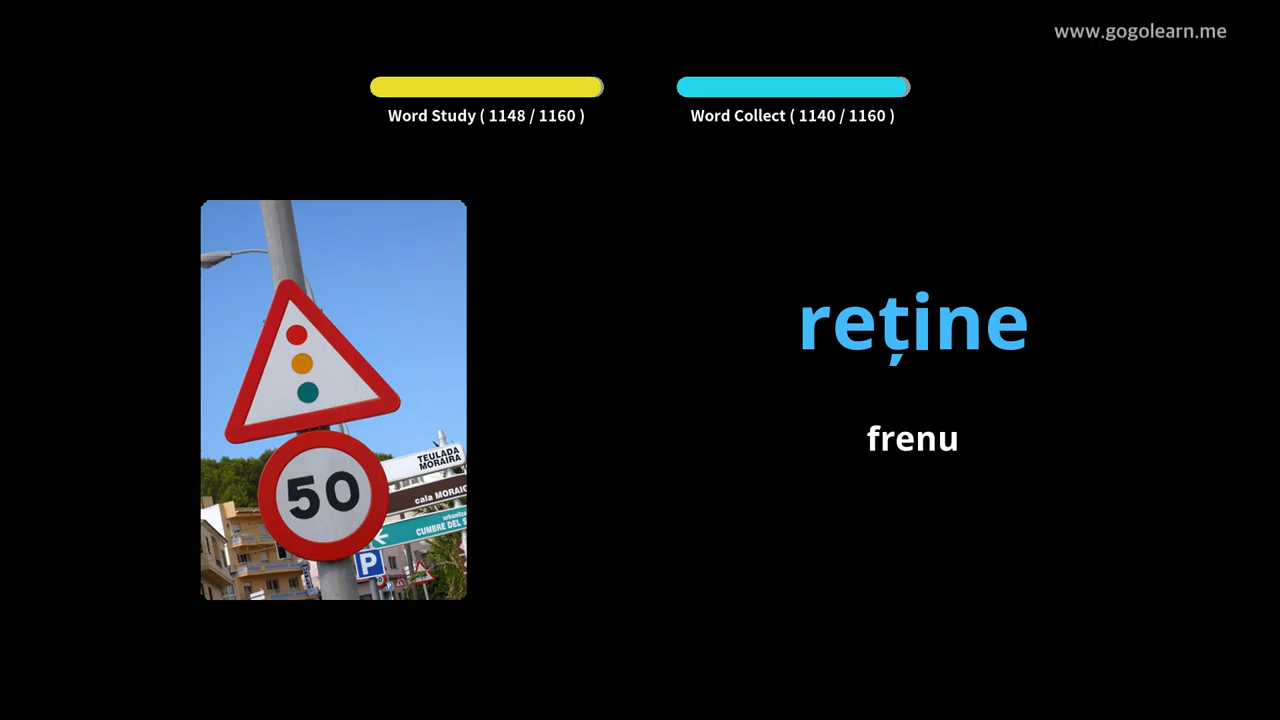 www.gogolearn.me
Word Study ( 1148 / 1160 )
Word Collect ( 1140 / 1160 )
reține
frenu
50
TEULADA
MORAIRA
cala MORAIG
CUMBRE DEL S
P